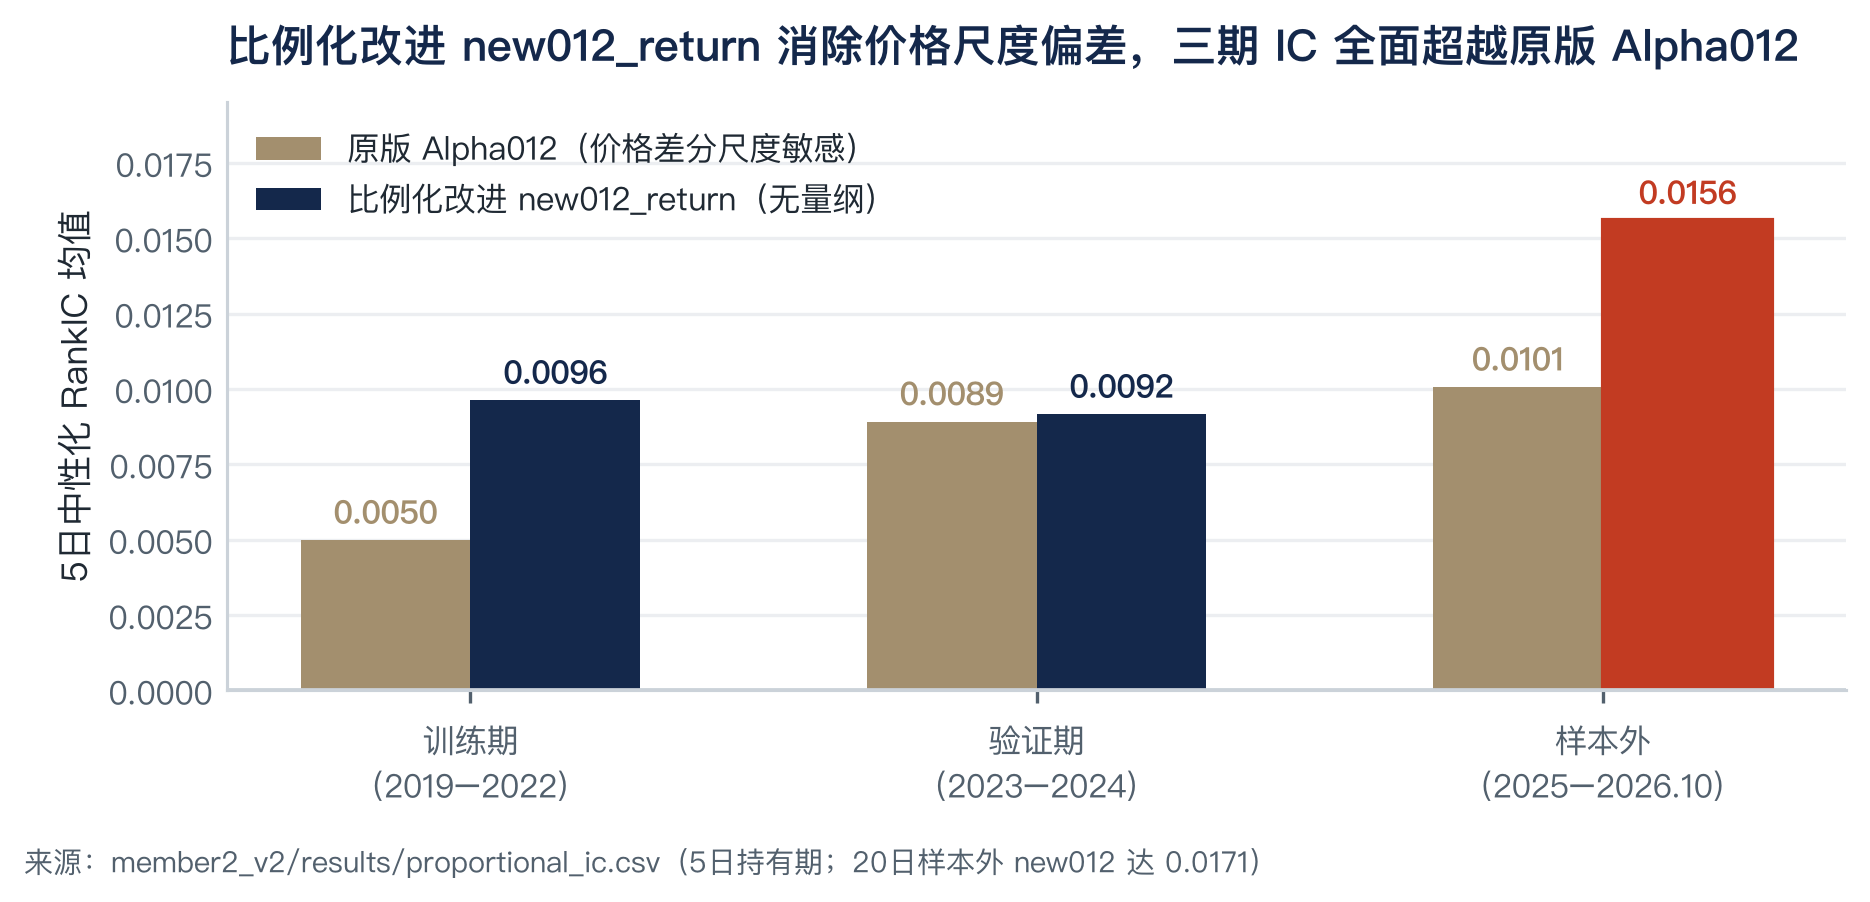 比例化改进 new012_return 消除价格尺度偏差，三期 IC 全面超越原版 Alpha012
原版 Alpha012（价格差分尺度敏感）
比例化改进 new012_return（无量纲）
5日中性化 RankIC 均值
0.0175
0.0150
0.0125
0.0100
0.0075
0.0050
0.0025
0.0000
0.0050
0.0096
0.0089
0.0092
0.0101
0.0156
训练期
(2019—2022)
验证期
(2023—2024)
样本外
(2025—2026.10)
来源：member2_v2/results/proportional_ic.csv（5日持有期；20日样本外 new012 达 0.0171）